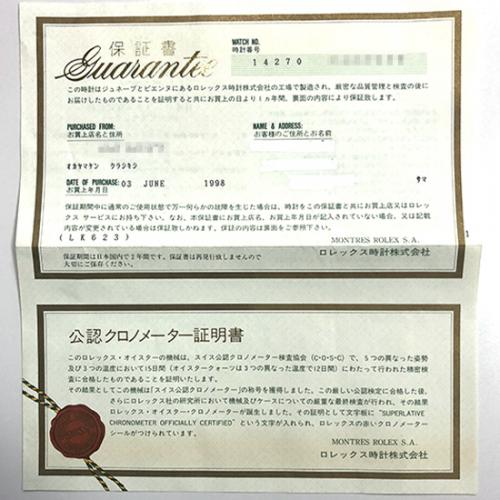 保証書
Guarantee
WATCH NO.
時計番号
14270
この時計はジュネーブとビエンヌにあるロレックス時計株式会社の工場で製造され、厳密な品質管理と検査の後に
お届けしたものであることを証明すると共にお買上の日より1ヵ年間、裏面の内容により保証致します。
PURCHASED FROM:
お買上店名と住所
NAME & ADDRESS:
お客様のご住所とお名前
オカヤマケン クラシキシ
タマ
DATE OF PURCHASE:
お買上年月日
03 JUNE 1998
保証期間中に通常のご使用状態で万一何らかの故障を生じた場合は、時計をこの保証書と共にお買上店又はロレッ
クス サービスにお持ち下さい。なお、本保証書にお買上店名、お買上年月日が記入されていない場合、又は記載
内容が変更されている場合は保証致しかねます。保証の内容は裏面をご参照下さい。
(LK623)
MONTRES ROLEX S.A.
ロレックス時計株式会社
保証期間は日本国内で2年間です。保証書は再発行致しませんので
大切にご保存ください。
公認クロノメーター証明書
このロレックス・オイスターの機械は、スイス公認クロノメーター検査協会(C・O・S・C)で、5つの異なった姿勢
及び3つの温度において15日間(オイスタークォーツは3つの異なった温度で12日間)にわたって行われた精密検
査に合格したものであることを証明いたします。
その結果としてこの機械は「スイス公認クロノメーター」の称号を獲得しました。この厳しい公認検定に合格した後、
さらにロレックス社の研究所において機械及びケースについての厳重な最終検査が行われ、その結果
ロレックス・オイスター・クロノメーターが誕生しました。その証明として文字板に“SUPERLATIVE
CHRONOMETER OFFICIALLY CERTIFIED”という文字が入れられ、ロレックスの赤いクロノメーター
シールがつけられています。
MONTRES ROLEX S.A.
ロレックス時計株式会社